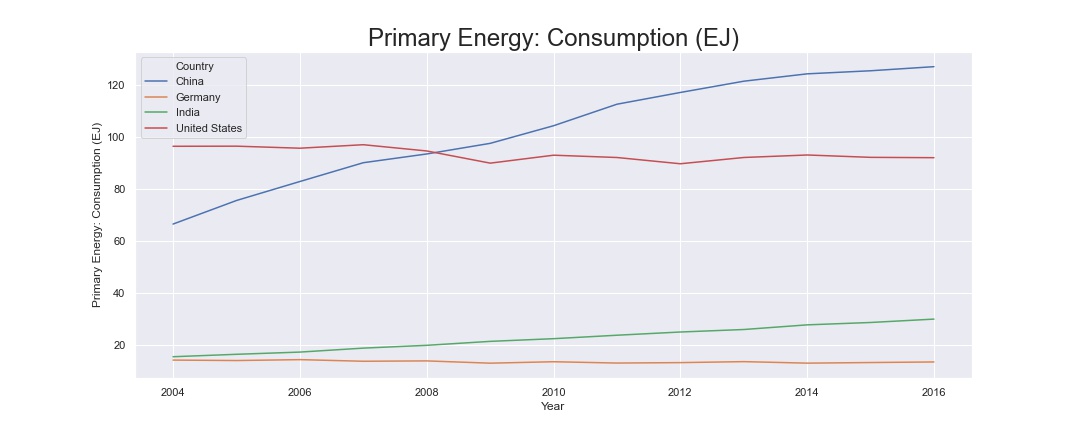 Primary Energy: Consumption (EJ)
Country
China
Germany
India
United States
Primary Energy: Consumption (EJ)
120
100
80
60
40
20
2004 2006 2008 2010 2012 2014 2016
Year